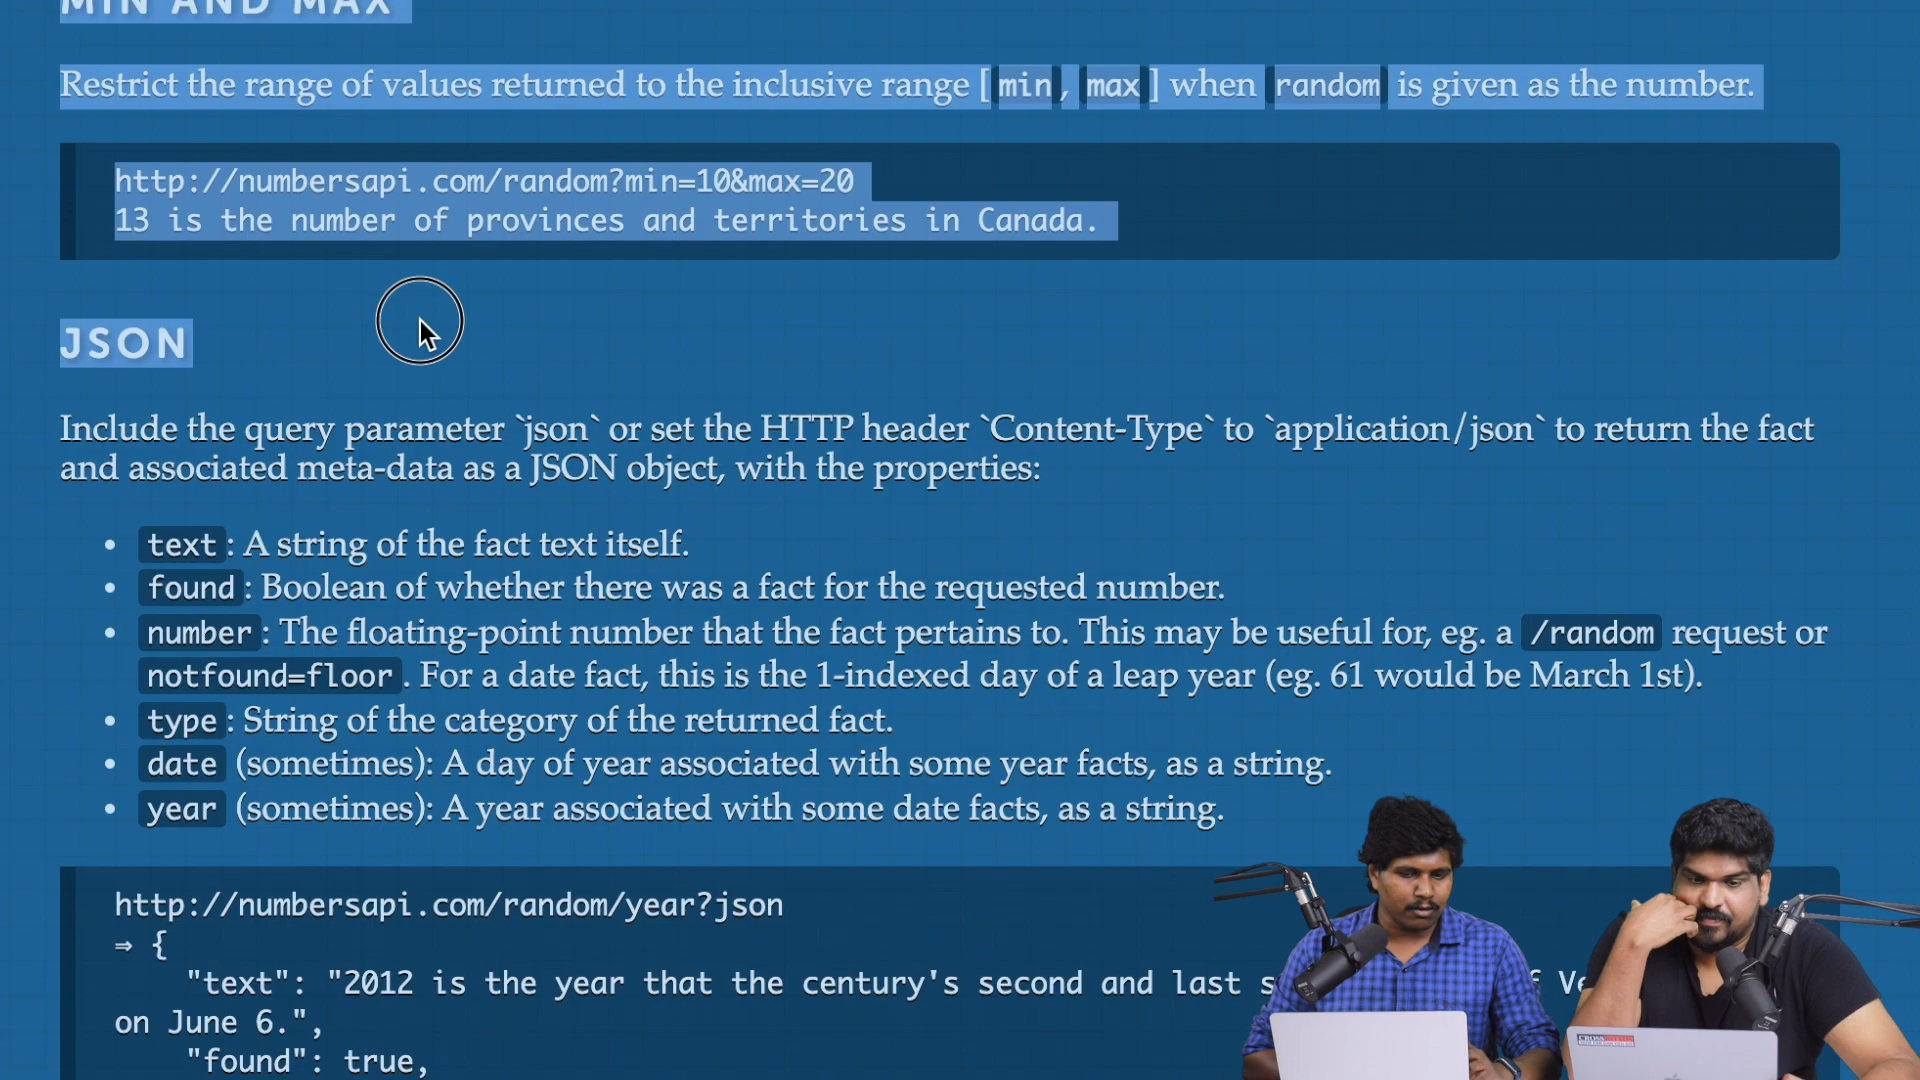 MIN AND MAX
Restrict the range of values returned to the inclusive range [min, max] when random is given as the number.
http://numbersapi.com/random?min=10&max=20
13 is the number of provinces and territories in Canada.
JSON
Include the query parameter `json` or set the HTTP header `Content-Type` to `application/json` to return the fact
and associated meta-data as a JSON object, with the properties:
• text: A string of the fact text itself.
• found: Boolean of whether there was a fact for the requested number.
• number: The floating-point number that the fact pertains to. This may be useful for, eg. a /random request or
notfound=floor. For a date fact, this is the 1-indexed day of a leap year (eg. 61 would be March 1st).
• type: String of the category of the returned fact.
• date (sometimes): A day of year associated with some year facts, as a string.
• year (sometimes): A year associated with some date facts, as a string.
http://numbersapi.com/random/year?json
⇒ {
"text": "2012 is the year that the century's second and last
on June 6.",
"found": true,